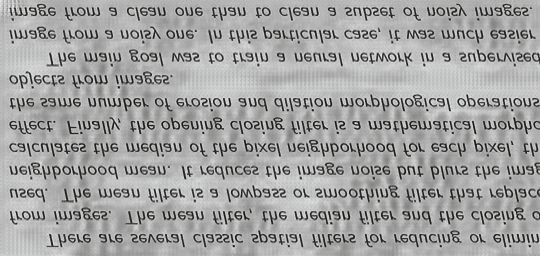 There are several classic spatial filters for reducing or elimin
from images. The mean filter, the median filter and the closing o
used. The mean filter is a lowpass or smoothing filter that replac
neighborhood mean. It reduces the image noise but blurs the imag
calculates the median of the pixel neighborhood for each pixel, th
effect. Finally, the opening closing filter is a mathematical morpho
the same number of erosion and dilation morphological operations
objects from images.
The main goal was to train a neural network in a supervised
image from a noisy one. In this particular case, it was much easier
image from a clean one than to clean a subset of noisy images.